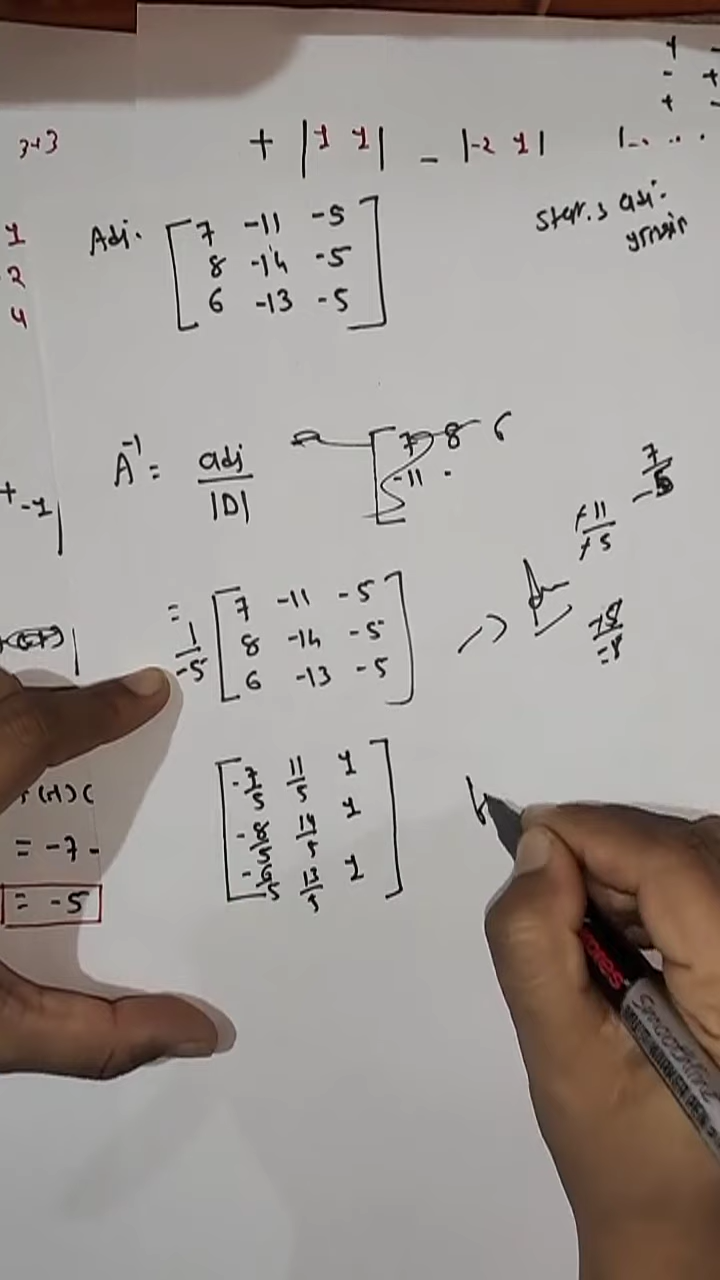 + -
- +
+ -
3+3
+ |1 1| - |-2 1| |- . . .
1
2
4
Adj. [7 -11 -5
8 -14 -5
6 -13 -5]
Step.3 adj.
A⁻¹ = adj
|D|
[7 8 6
-11 .
+ -1|
7
-5
-11
-5
= 1
-5 [7 -11 -5
8 -14 -5
6 -13 -5]
[-7/5 11/5 1
-8/5 14/5 1
-6/5 13/5 1]
= -7 -
= -5
Smoothline